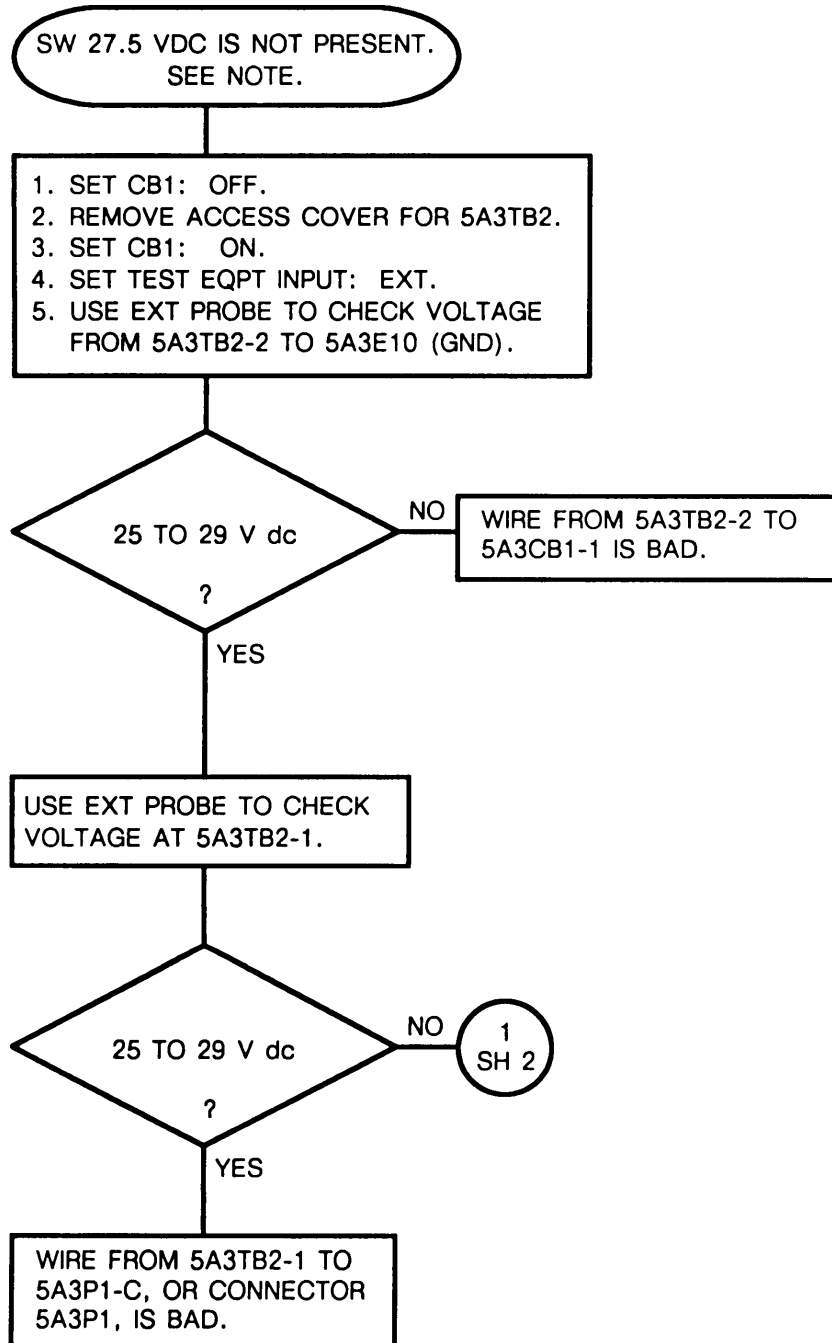 SW 27.5 VDC IS NOT PRESENT.
SEE NOTE.
1. SET CB1: OFF.
2. REMOVE ACCESS COVER FOR 5A3TB2.
3. SET CB1: ON.
4. SET TEST EQPT INPUT: EXT.
5. USE EXT PROBE TO CHECK VOLTAGE
FROM 5A3TB2-2 TO 5A3E10 (GND).
25 TO 29 V dc
?
NO
WIRE FROM 5A3TB2-2 TO
5A3CB1-1 IS BAD.
YES
USE EXT PROBE TO CHECK
VOLTAGE AT 5A3TB2-1.
25 TO 29 V dc
?
NO
1
SH 2
YES
WIRE FROM 5A3TB2-1 TO
5A3P1-C, OR CONNECTOR
5A3P1, IS BAD.